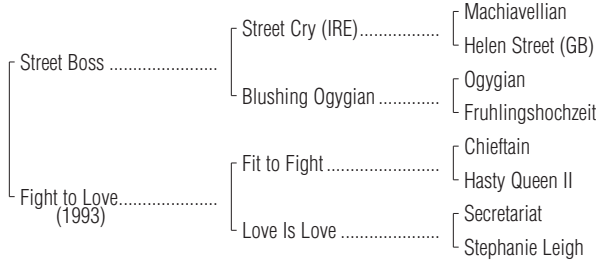 Machiavellian
Street Cry (IRE)
Helen Street (GB)
Street Boss
Ogygian
Blushing Ogygian
Fruhlingshochzeit
Chieftain
Fit to Fight
Hasty Queen II
Fight to Love
(1993)
Secretariat
Love Is Love
Stephanie Leigh